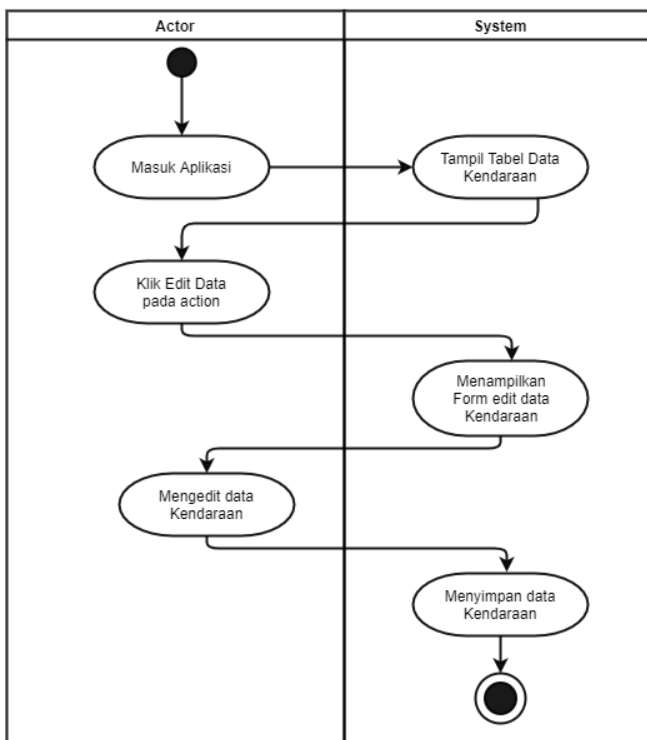 Actor
System
Masuk Aplikasi
Tampil Tabel Data
Kendaraan
Klik Edit Data
pada action
Menampilkan
Form edit data
Kendaraan
Mengedit data
Kendaraan
Menyimpan data
Kendaraan